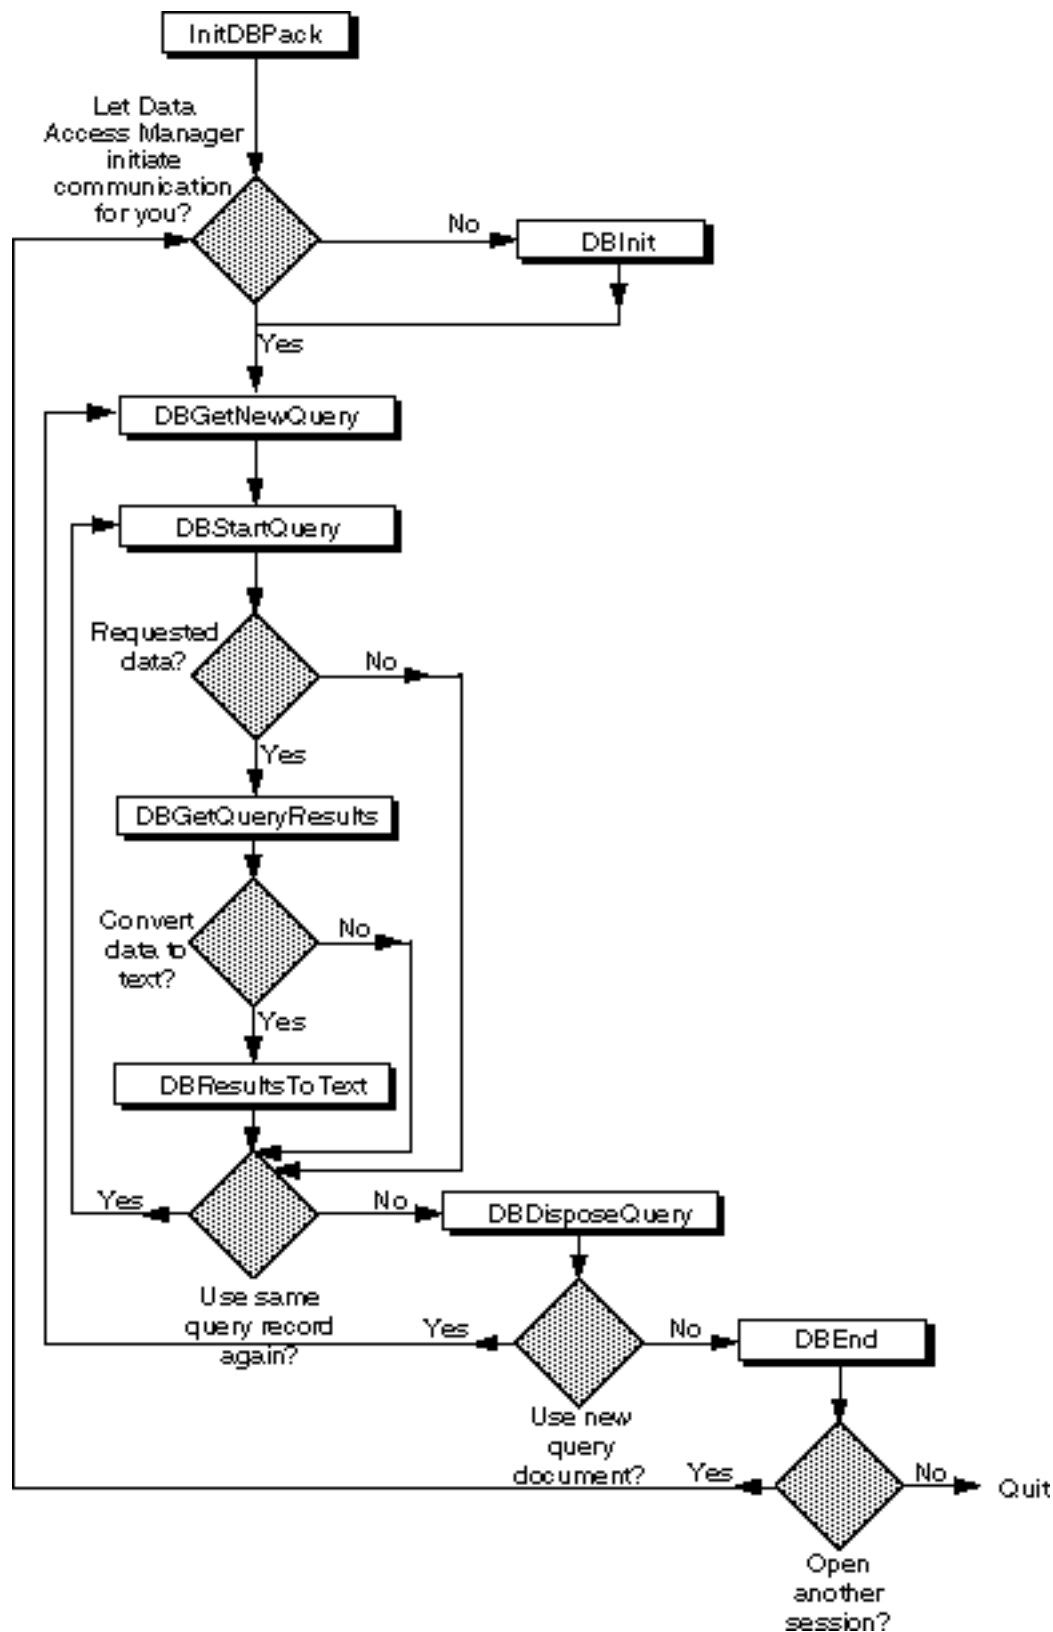 InitDBPack
Let Data
Access Manager
initiate
communication
for you?
No
DBInit
Yes
DBGetNewQuery
DBStartQuery
Requested
data?
No
Yes
DBGetQueryResults
Convert
data to
text?
No
Yes
DBResultsToText
Yes
No
DBDisposeQuery
Use same
query record
again?
Yes
No
DBEnd
Use new
query
document?
Yes
No
Quit
Open
another
session?